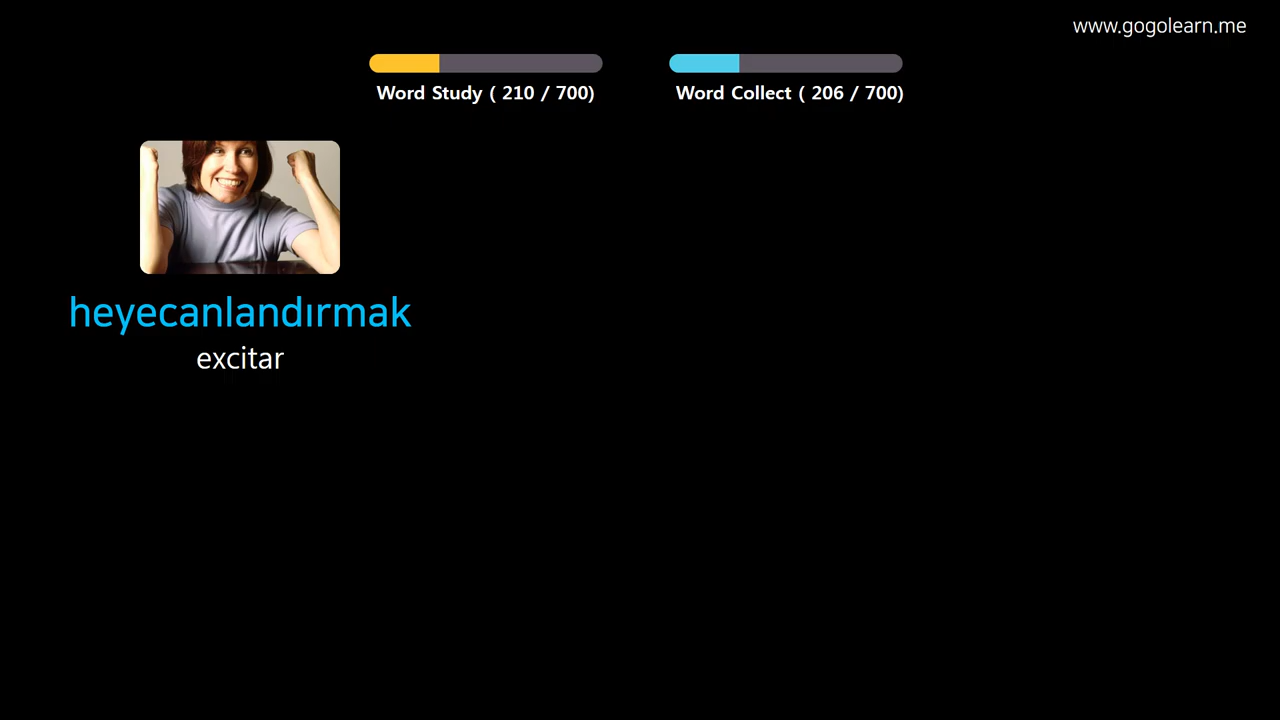 www.gogolearn.me
Word Study ( 210 / 700)
Word Collect ( 206 / 700)
heyecanlandırmak
excitar